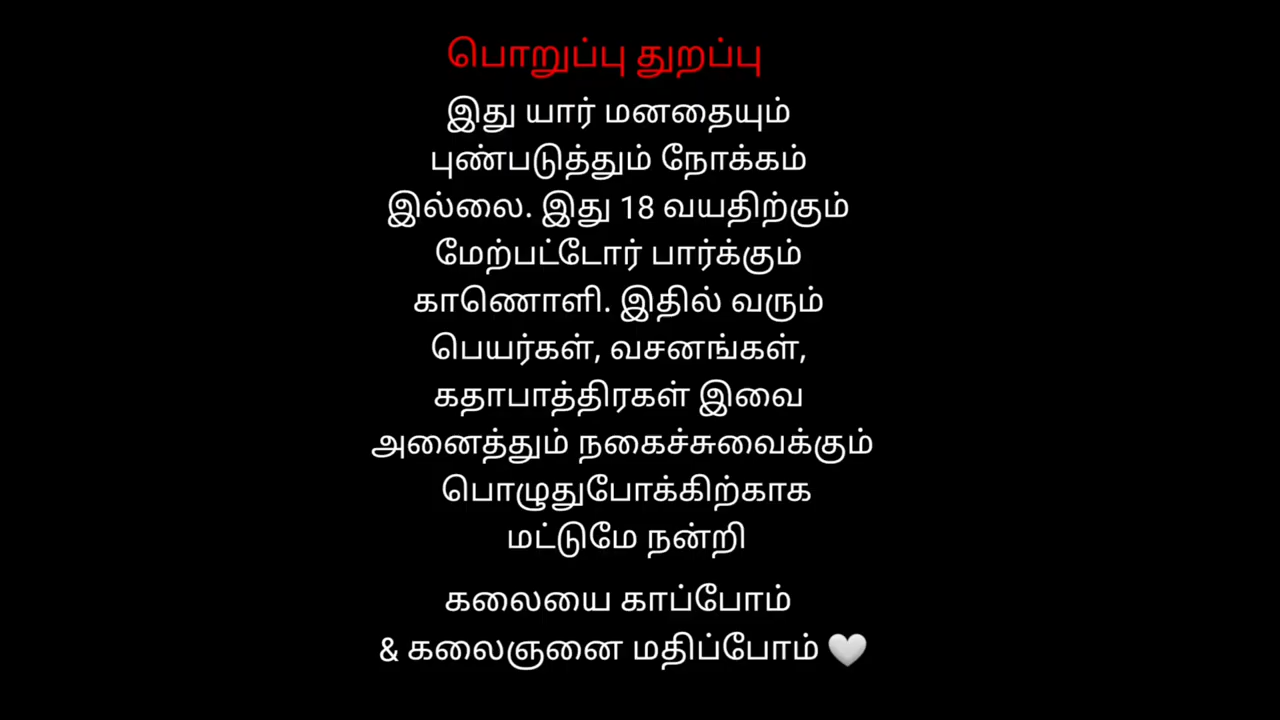 பொறுப்பு துறப்பு
இது யார் மனதையும்
புண்படுத்தும் நோக்கம்
இல்லை. இது 18 வயதிற்கும்
மேற்பட்டோர் பார்க்கும்
காணொளி. இதில் வரும்
பெயர்கள், வசனங்கள்,
கதாபாத்திரகள் இவை
அனைத்தும் நகைச்சுவைக்கும்
பொழுதுபோக்கிற்காக
மட்டுமே நன்றி
கலையை காப்போம்
& கலைஞனை மதிப்போம் 🤍